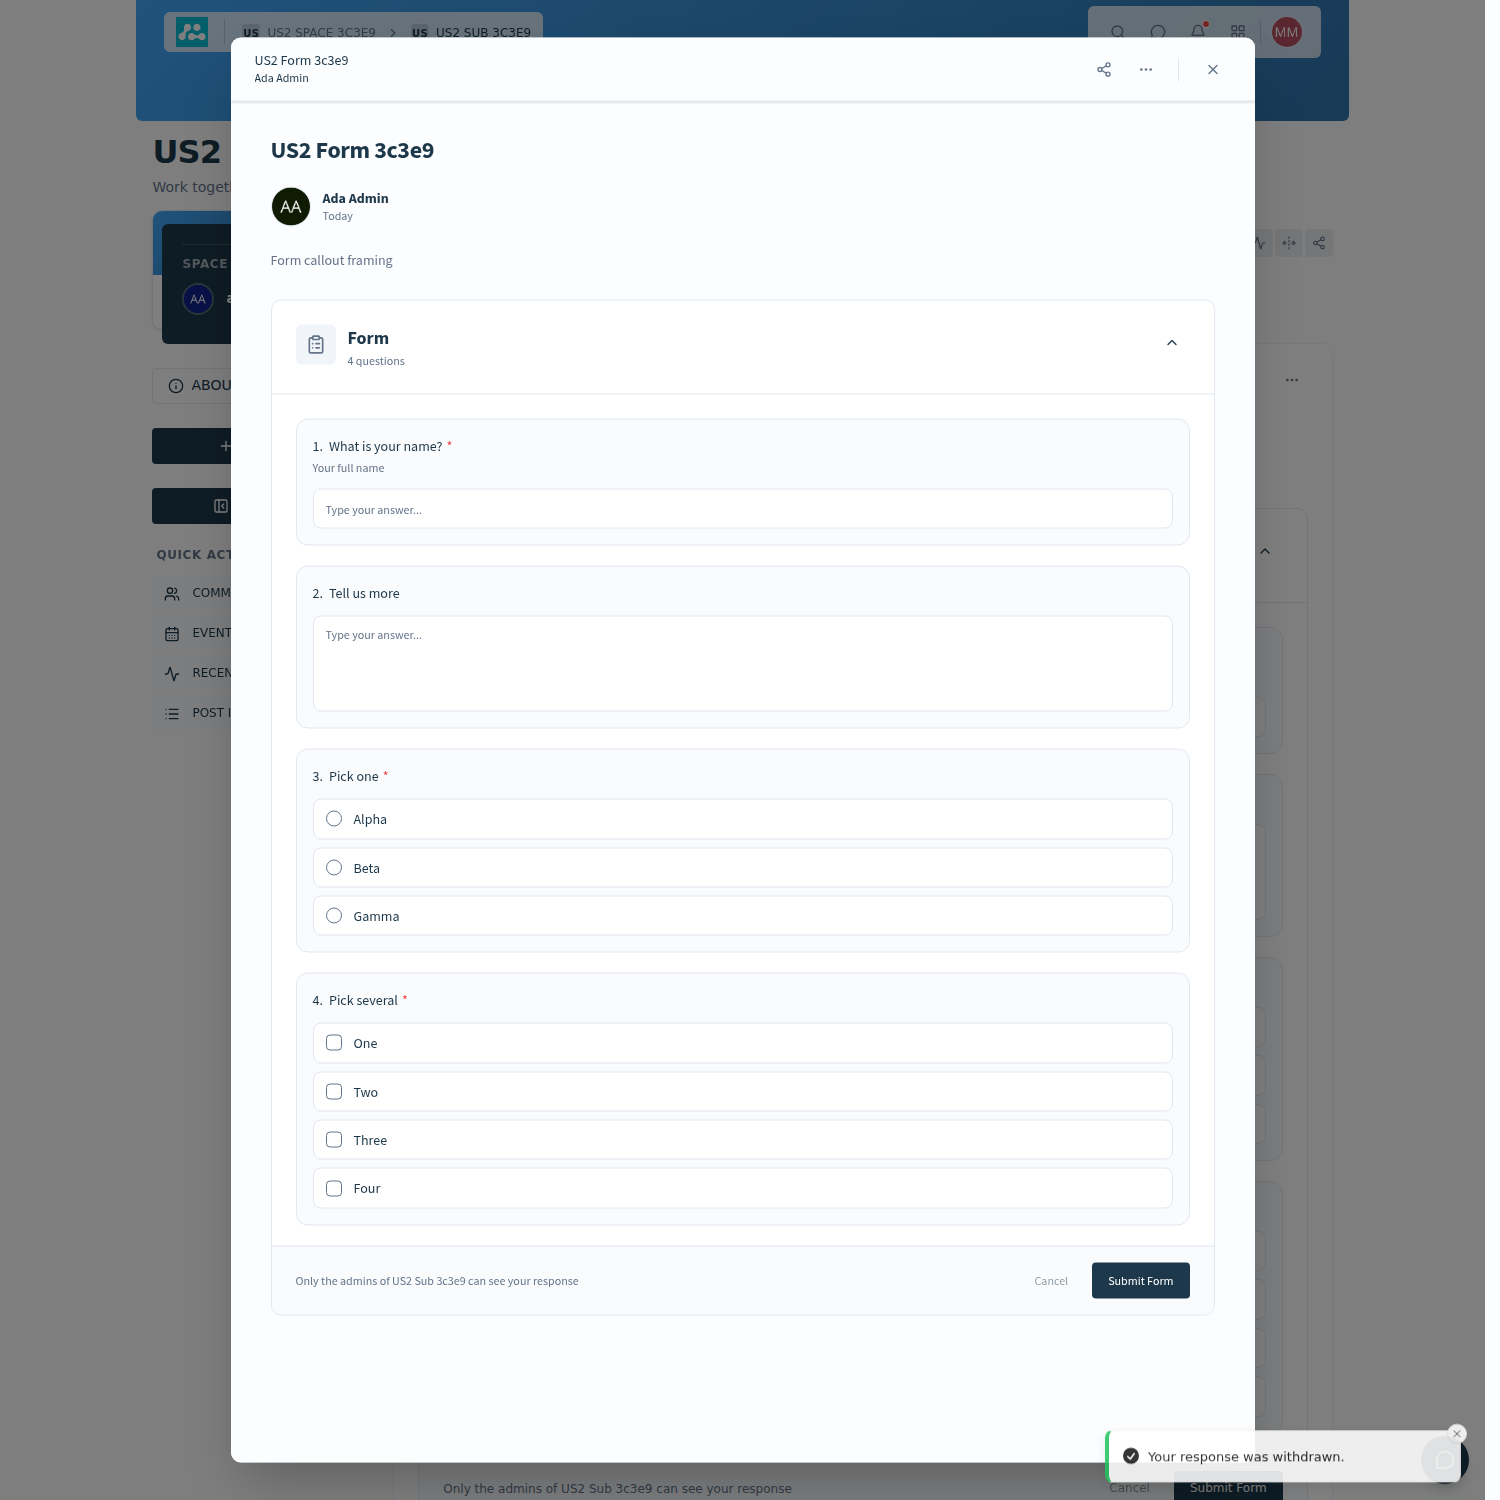 US US2 SPACE 3C3E9 > US US2 SUB 3C3E9
MM
US2 Form 3c3e9
Ada Admin
US2
Work
SPACE
AA
ABOU
QUICK ACT
COMM
EVENT
RECEN
POST
US2 Form 3c3e9
AA
Ada Admin
Today
Form callout framing
Form
4 questions
1. What is your name? *
Your full name
Type your answer...
2. Tell us more
Type your answer...
3. Pick one *
Alpha
Beta
Gamma
4. Pick several *
One
Two
Three
Four
Only the admins of US2 Sub 3c3e9 can see your response
Cancel
Submit Form
Your response was withdrawn.
Only the admins of US2 Sub 3c3e9 can see your response
Cancel
Submit Form